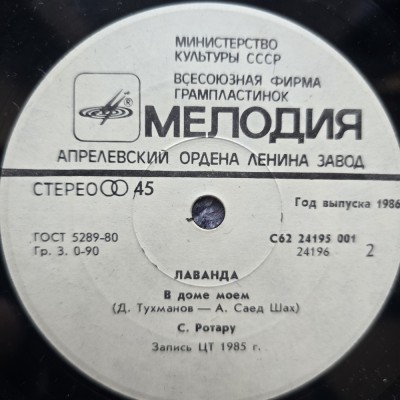 МИНИСТЕРСТВО
КУЛЬТУРЫ СССР
ВСЕСОЮЗНАЯ ФИРМА
ГРАМПЛАСТИНОК
® МЕЛОДИЯ
АПРЕЛЕВСКИЙ ОРДЕНА ЛЕНИНА ЗАВОД
СТЕРЕО 45
Год выпуска 1986
ГОСТ 5289-80
С62 24195 001
Гр. 3. 0-90
24196 2
ЛАВАНДА
В доме моем
(Д. Тухманов — А. Саед Шах)
С. Ротару
Запись ЦТ 1985 г.